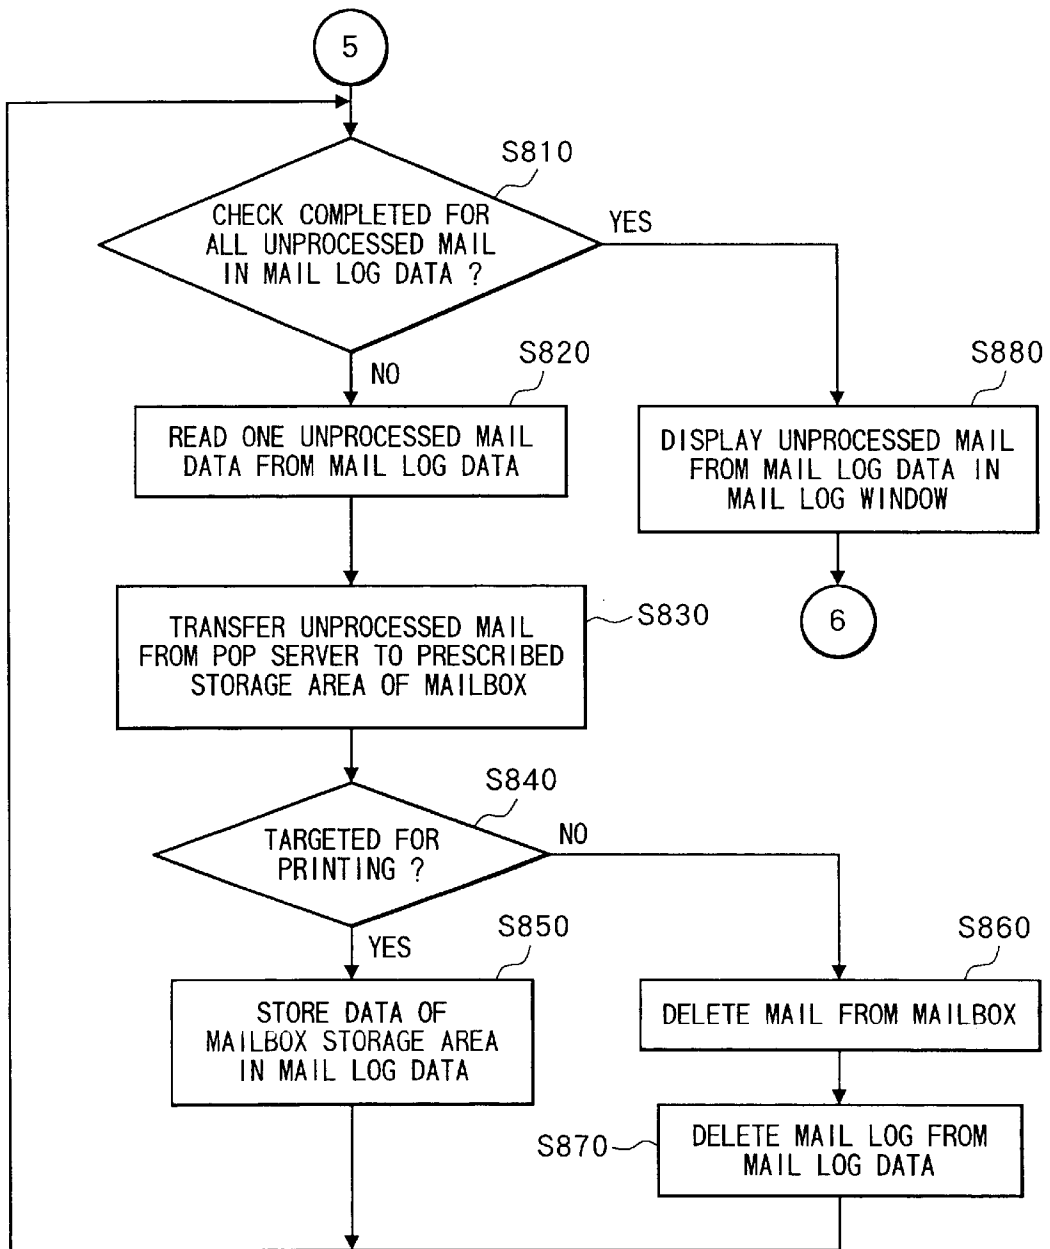 5
S810
CHECK COMPLETED FOR
ALL UNPROCESSED MAIL
IN MAIL LOG DATA ?
YES
NO
S820
READ ONE UNPROCESSED MAIL
DATA FROM MAIL LOG DATA
S880
DISPLAY UNPROCESSED MAIL
FROM MAIL LOG DATA IN
MAIL LOG WINDOW
6
TRANSFER UNPROCESSED MAIL
FROM POP SERVER TO PRESCRIBED
STORAGE AREA OF MAILBOX
S830
S840
TARGETED FOR
PRINTING ?
NO
YES
S850
STORE DATA OF
MAILBOX STORAGE AREA
IN MAIL LOG DATA
S860
DELETE MAIL FROM MAILBOX
S870
DELETE MAIL LOG FROM
MAIL LOG DATA